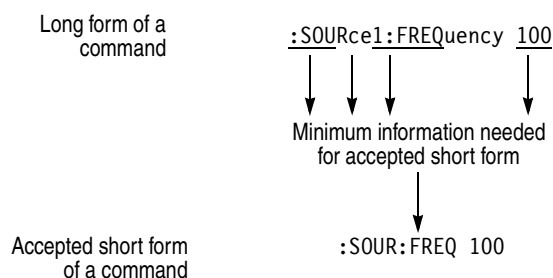 Long form of a
command
:SOURce1:FREQuency 100
Minimum information needed
for accepted short form
Accepted short form
of a command
:SOUR:FREQ 100